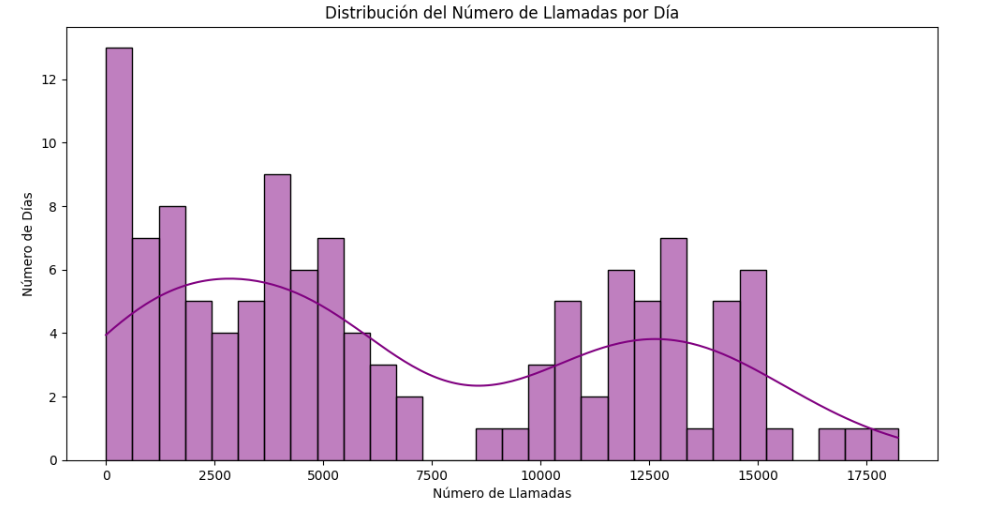 Distribución del Número de Llamadas por Día
Número de Días
12
10
8
6
4
2
0
0 2500 5000 7500 10000 12500 15000 17500
Número de Llamadas